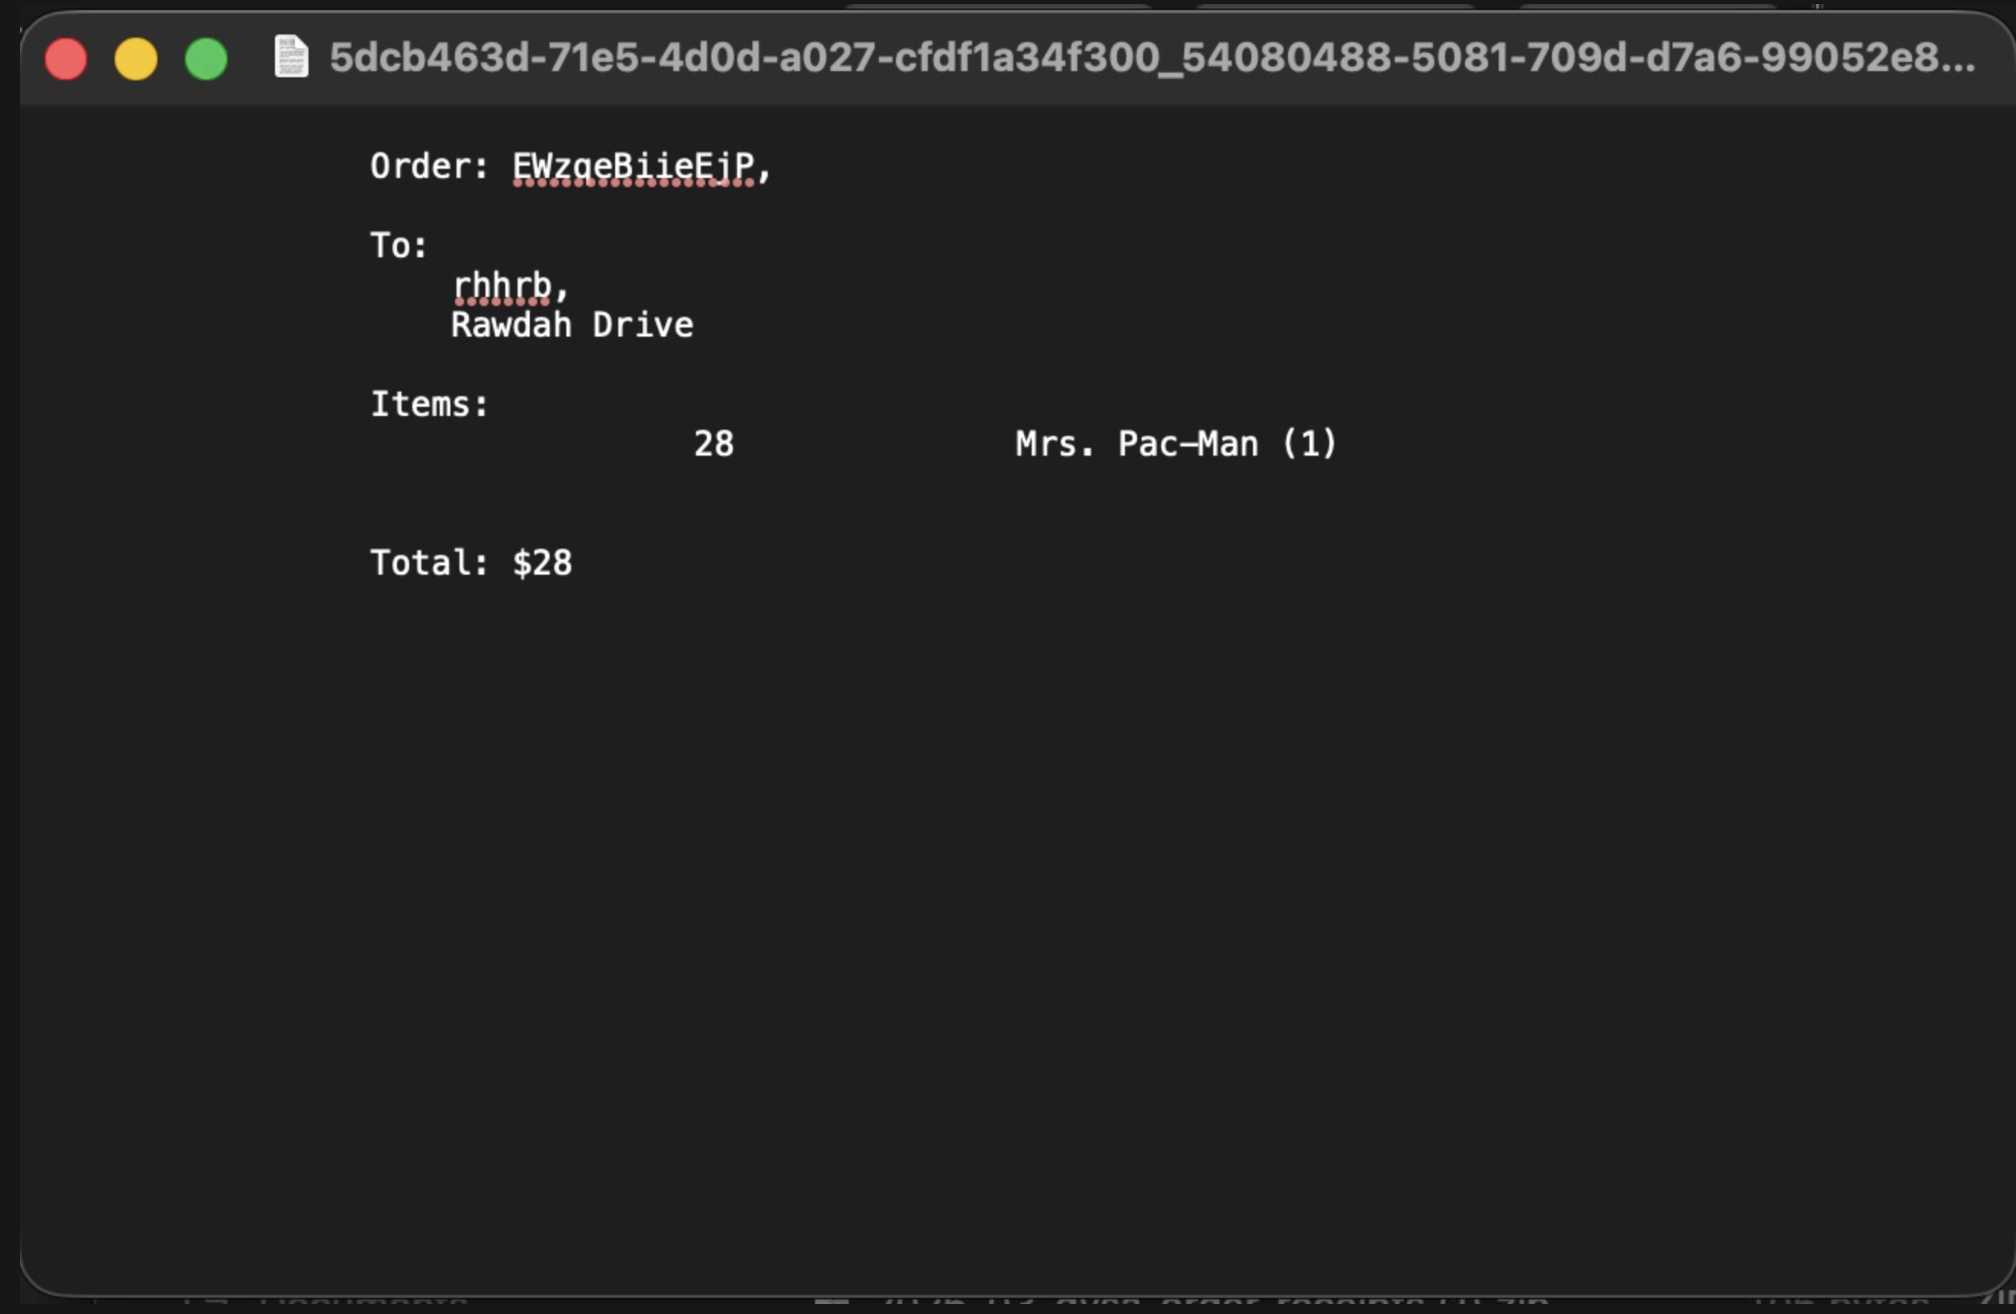 5dcb463d-71e5-4d0d-a027-cfdf1a34f300_54080488-5081-709d-d7a6-99052e8...
Order: EWzqeBiieEjP,
To:
rhhrb,
Rawdah Drive
Items:
28 Mrs. Pac-Man (1)
Total: $28